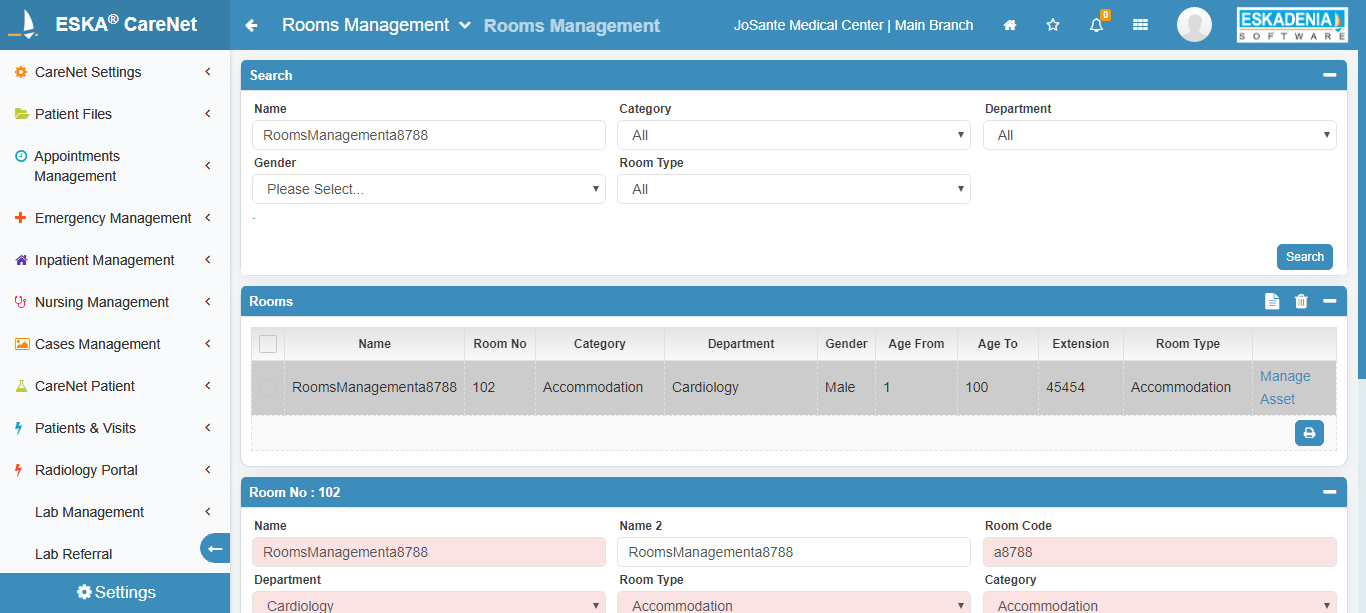 ESKA® CareNet
Rooms Management
Rooms Management
JoSante Medical Center | Main Branch
0
ESKADENIA
SOFTWARE
CareNet Settings
Patient Files
Appointments
Management
Emergency Management
Inpatient Management
Nursing Management
Cases Management
CareNet Patient
Patients & Visits
Radiology Portal
Lab Management
Lab Referral
Settings
Search
Name
Category
Department
RoomsManagementa8788
All
All
Gender
Room Type
Please Select...
All
.
Search
Rooms
Name Room No Category Department Gender Age From Age To Extension Room Type
RoomsManagementa8788 102 Accommodation Cardiology Male 1 100 45454 Accommodation Manage
Asset
Room No : 102
Name
Name 2
Room Code
RoomsManagementa8788
RoomsManagementa8788
a8788
Department
Room Type
Category
Cardiology
Accommodation
Accommodation